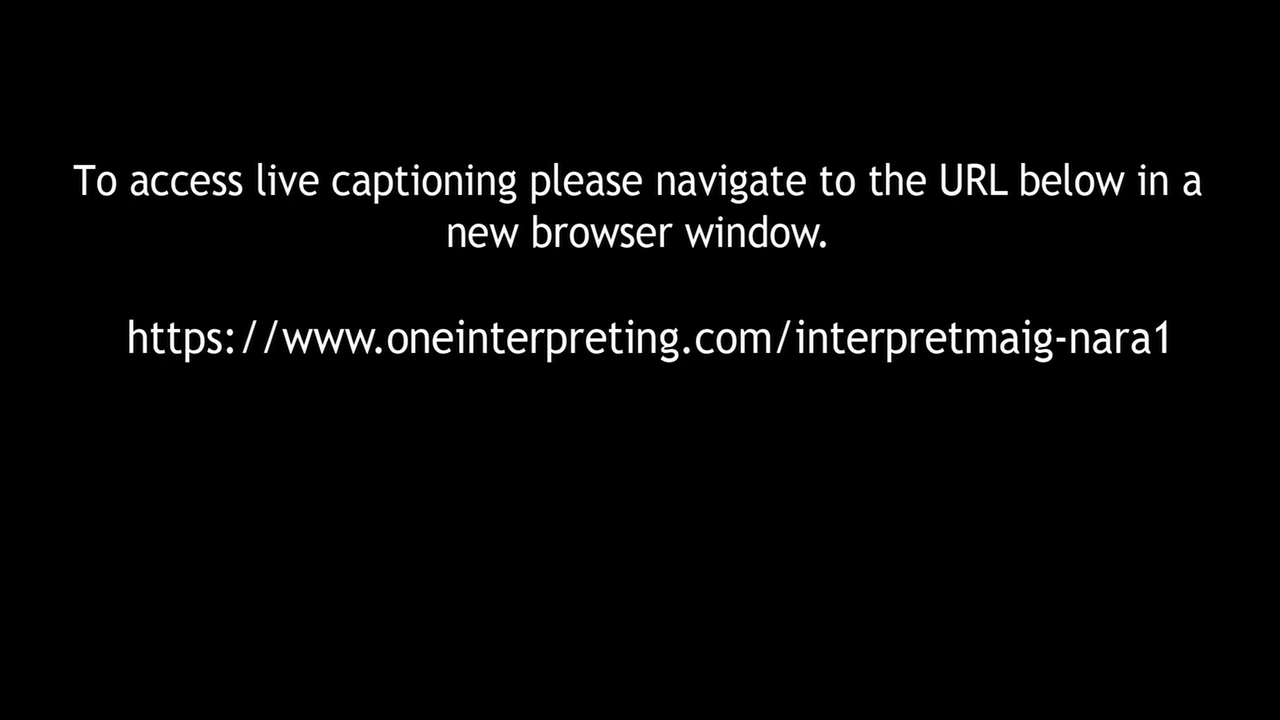 To access live captioning please navigate to the URL below in a
new browser window.
https://www.oneinterpreting.com/interpretmaig-nara1